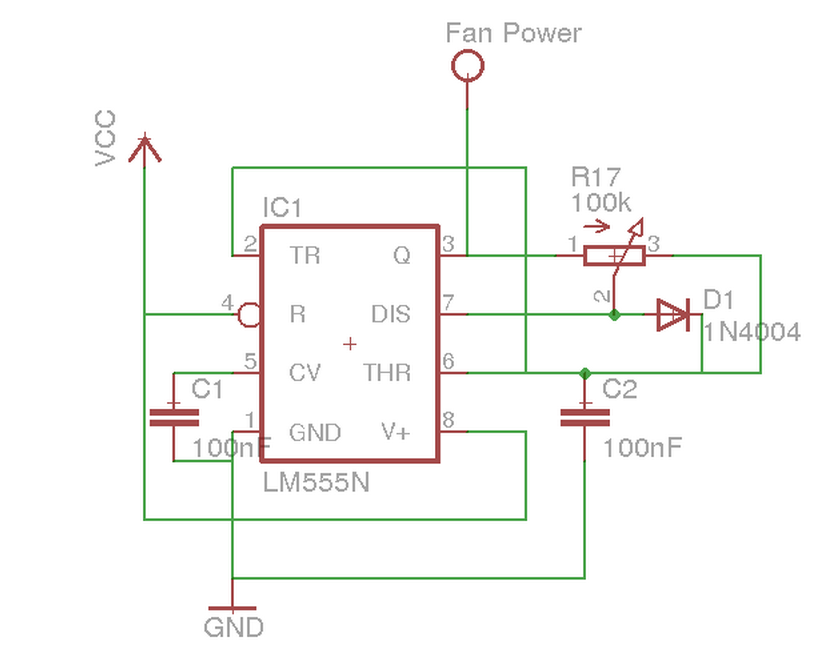 Fan Power
VCC
R17
100k
IC1
2 TR Q 3
1 3
4 R DIS 7
2
D1
1N4004
5 CV THR 6
C1
C2
1 GND V+ 8
100nF
100nF
LM555N
GND